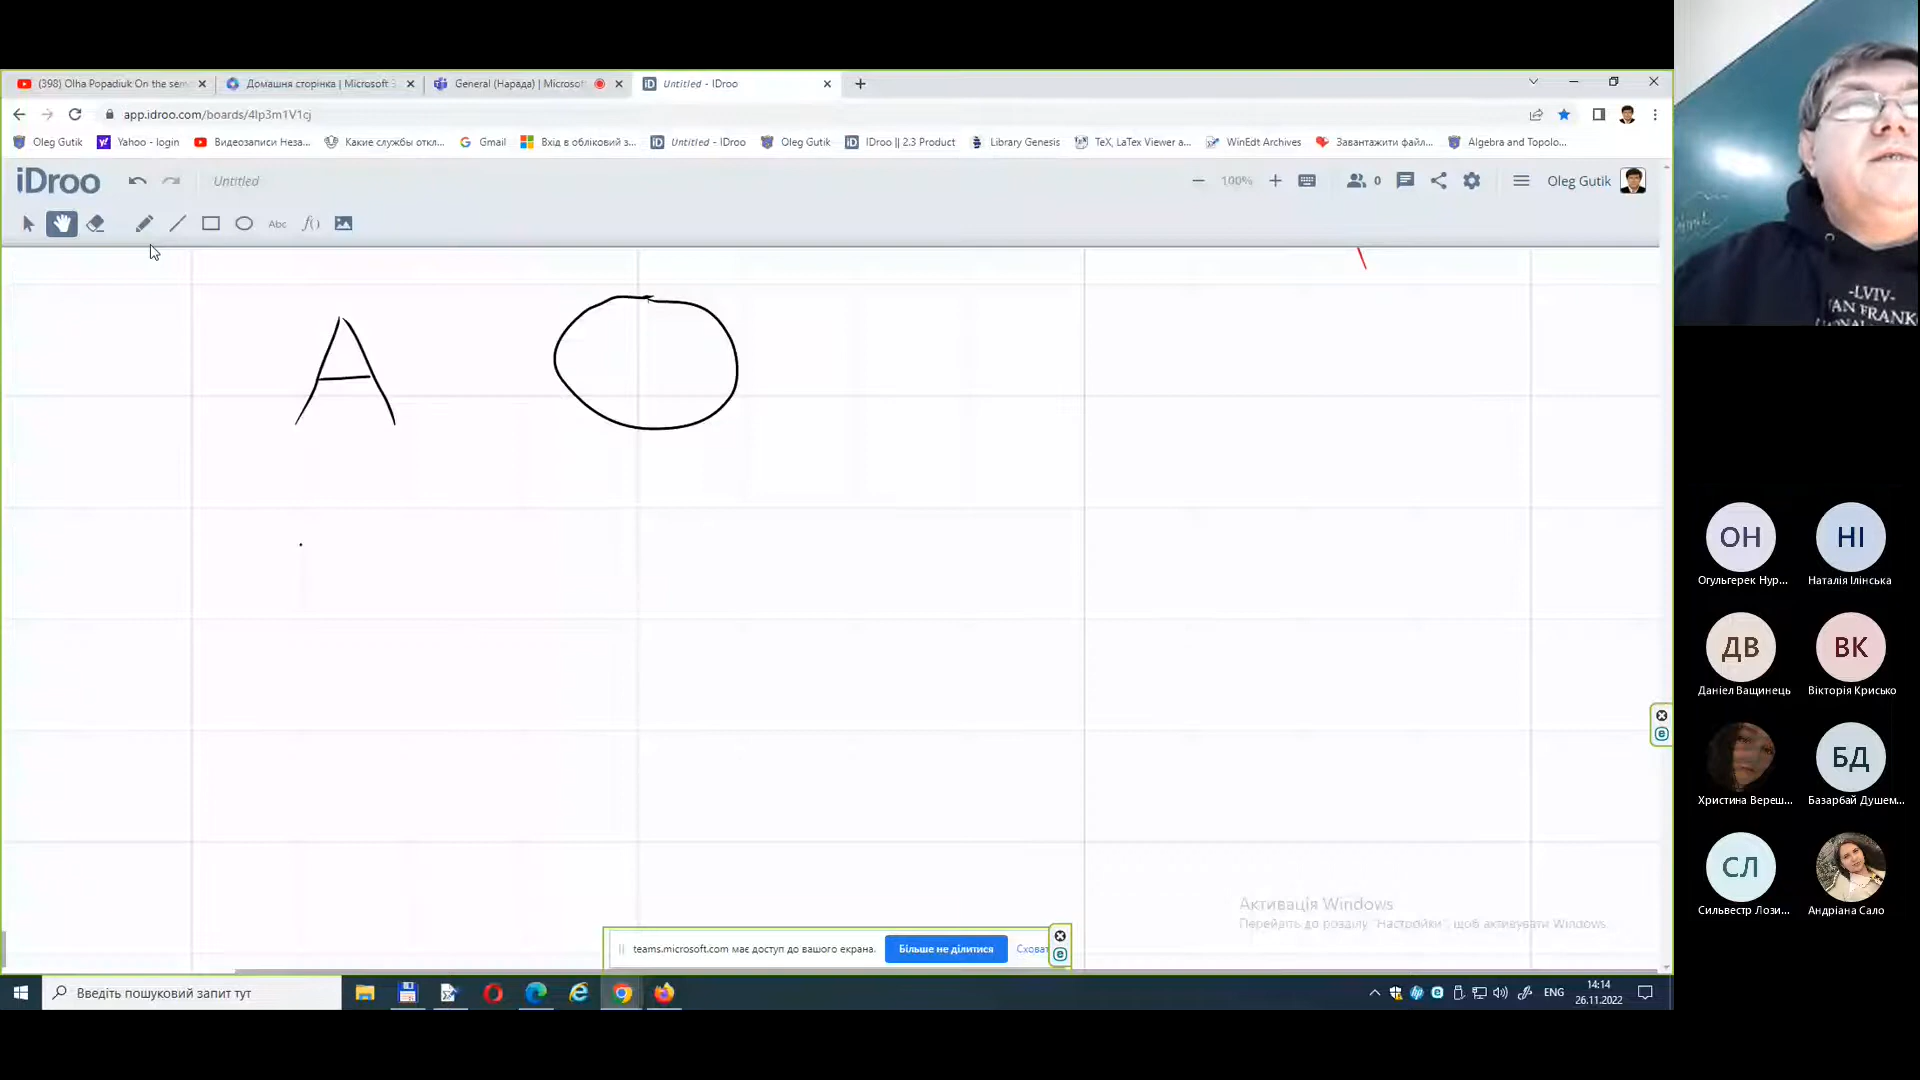 (398) Olha Popadiuk On the sem
Домашня сторінка | Microsoft 3
General (Нарада) | Microsof
Untitled - IDroo
app.idroo.com/boards/4lp3m1V1cj
Oleg Gutik
Yahoo - login
Видеозаписи Неза...
Какие службы откл...
Gmail
Вхід в обліковий з...
Untitled - IDroo
Oleg Gutik
IDroo || 2.3 Product
Library Genesis
TeX, LaTex Viewer a...
WinEdt Archives
Завантажити файл...
Algebra and Topolo...
iDroo
Untitled
100%
0
Oleg Gutik
Abc
f()
A
-LVIV-
AN FRANK
ОН
Огульгерек Нур...
НІ
Наталія Ілінська
ДВ
Даніел Ващинець
ВК
Вікторія Крисько
Христина Вереш...
БД
Базарбай Душем...
СЛ
Сильвестр Лози...
Андріана Сало
Активація Windows
Перейдіть до розділу "Настройки", щоб активувати Windows.
teams.microsoft.com має доступ до вашого екрана.
Більше не ділитися
Сховат
Введіть пошуковий запит тут
ENG
14:14
26.11.2022